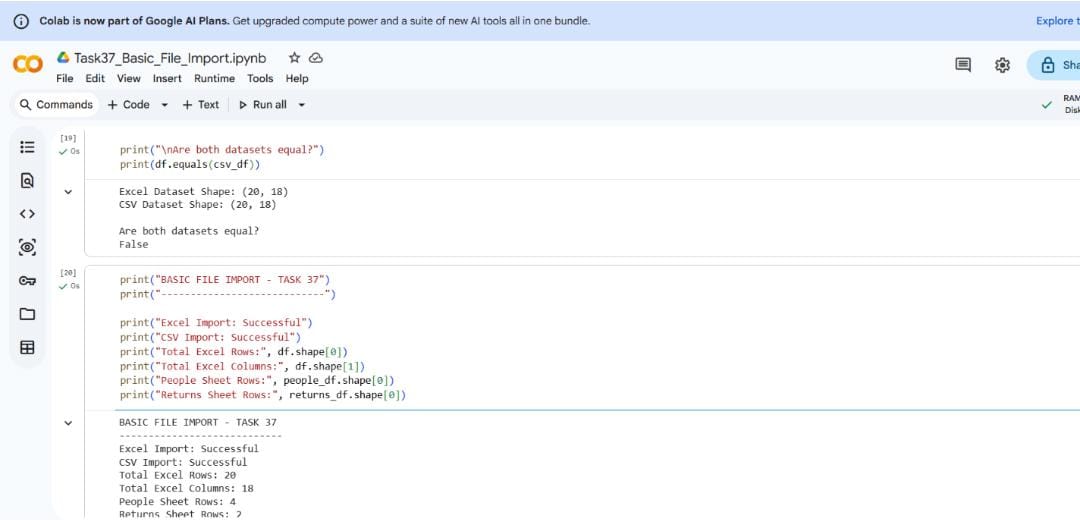 Colab is now part of Google AI Plans. Get upgraded compute power and a suite of new AI tools all in one bundle. Explore t
Task37_Basic_File_Import.ipynb
File Edit View Insert Runtime Tools Help
Sha
Commands + Code + Text Run all
RAM
Disk
[19]
0s
print("\nAre both datasets equal?")
print(df.equals(csv_df))
Excel Dataset Shape: (20, 18)
CSV Dataset Shape: (20, 18)
Are both datasets equal?
False
[20]
0s
print("BASIC FILE IMPORT - TASK 37")
print("----------------------------")
print("Excel Import: Successful")
print("CSV Import: Successful")
print("Total Excel Rows:", df.shape[0])
print("Total Excel Columns:", df.shape[1])
print("People Sheet Rows:", people_df.shape[0])
print("Returns Sheet Rows:", returns_df.shape[0])
BASIC FILE IMPORT - TASK 37
----------------------------
Excel Import: Successful
CSV Import: Successful
Total Excel Rows: 20
Total Excel Columns: 18
People Sheet Rows: 4
Returns Sheet Rows: 2